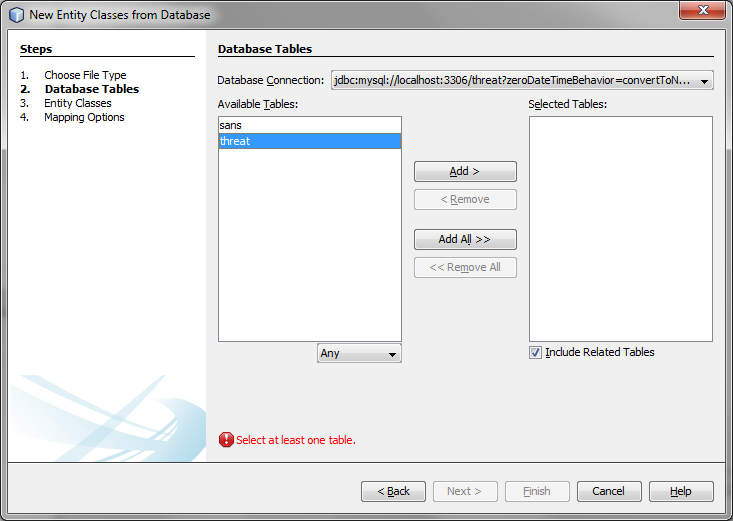 New Entity Classes from Database
Steps
1. Choose File Type
2. Database Tables
3. Entity Classes
4. Mapping Options
Database Tables
Database Connection: jdbc:mysql://localhost:3306/threat?zeroDateTimeBehavior=convertToN...
Available Tables:
sans
threat
Any
Add >
< Remove
Add All >>
<< Remove All
Selected Tables:
Include Related Tables
Select at least one table.
< Back
Next >
Finish
Cancel
Help